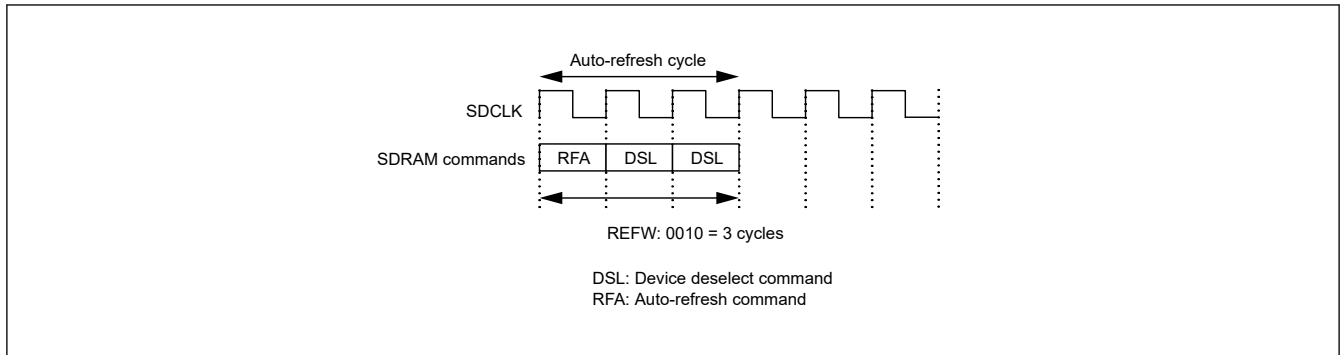 Auto-refresh cycle
SDCLK
SDRAM commands RFA DSL DSL
REFW: 0010 = 3 cycles
DSL: Device deselect command
RFA: Auto-refresh command